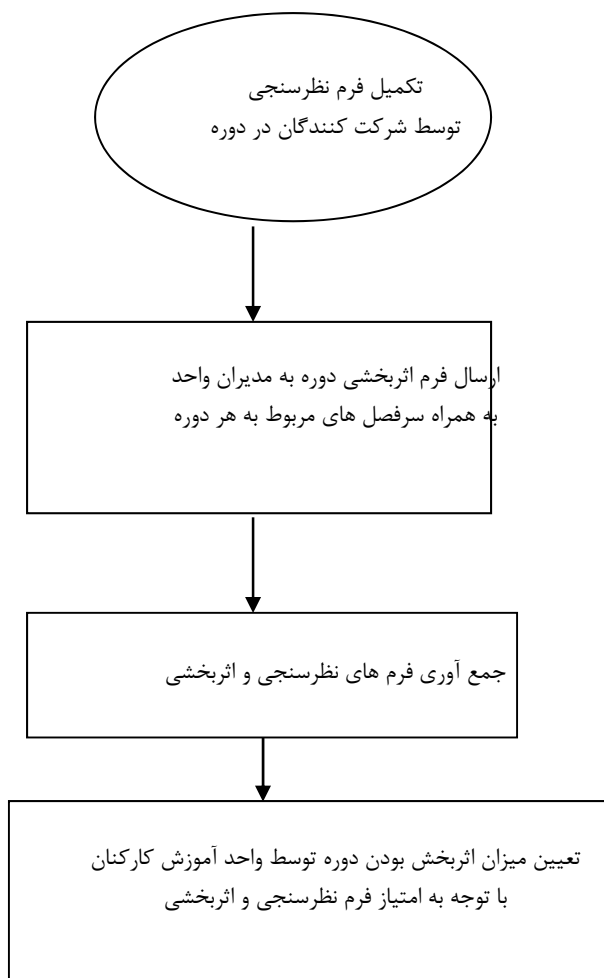 تکمیل فرم نظرسنجی
توسط شرکت کنندگان در دوره
ارسال فرم اثربخشی دوره به مدیران واحد
به همراه سرفصل های مربوط به هر دوره
جمع آوری فرم های نظرسنجی و اثربخشی
تعیین میزان اثربخش بودن دوره توسط واحد آموزش کارکنان
با توجه به امتیاز فرم نظرسنجی و اثربخشی